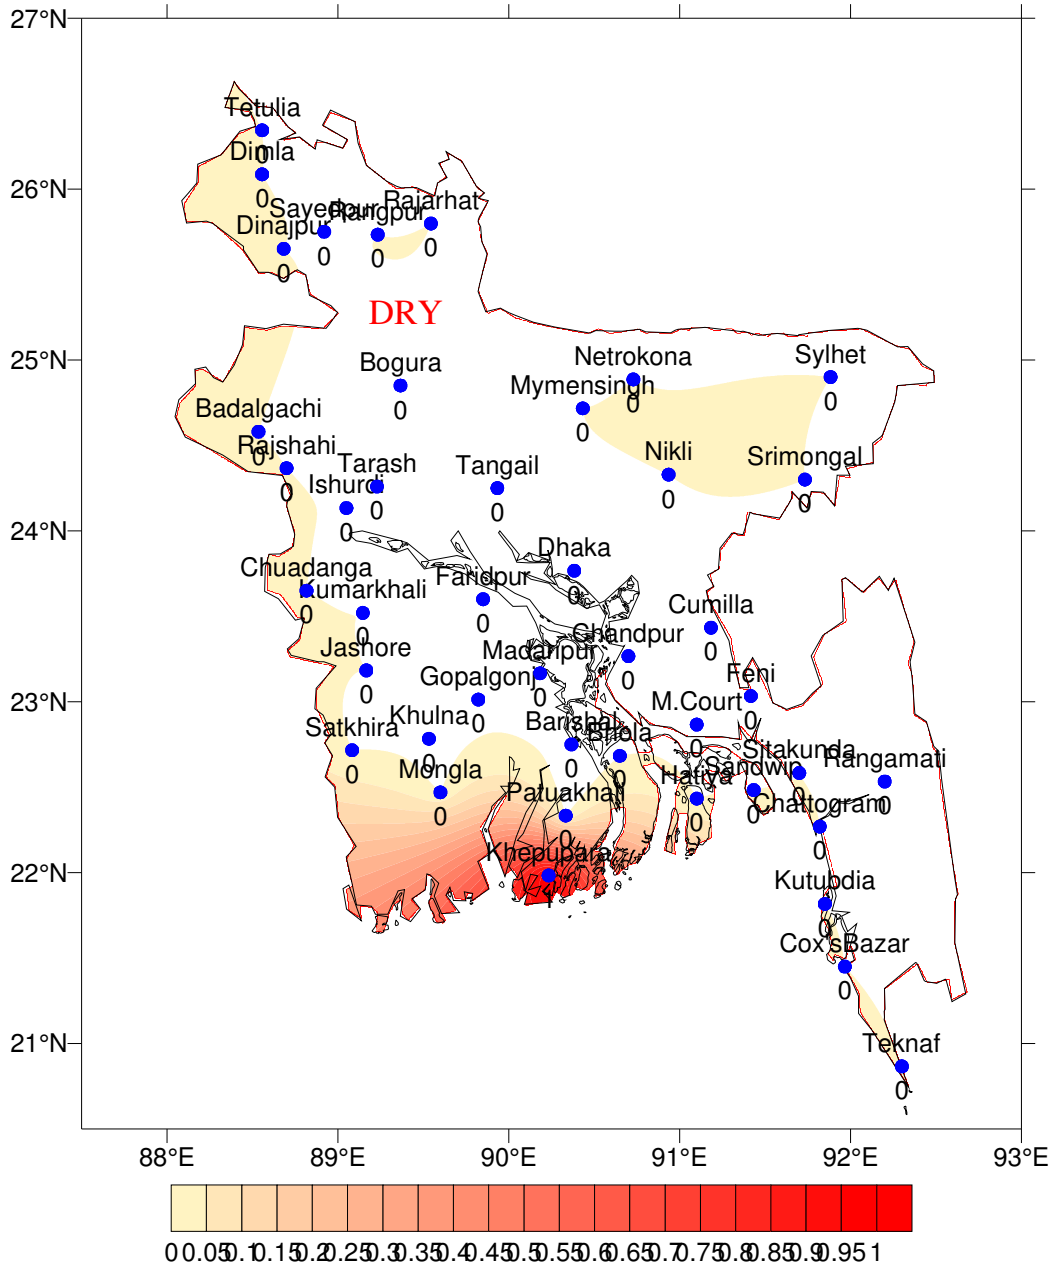 27°N
Tetulia
0
Dimla
0
26°N
Rajarhat
0
Sayedpur
0
Rangpur
0
Dinajpur
0
DRY
25°N
Bogura
0
Netrokona
0
Sylhet
0
Mymensingh
0
Badalgachi
0
Rajshahi
0
Tarash
0
Tangail
0
Nikli
0
Srimongal
0
Ishurdi
0
24°N
Dhaka
0
Chuadanga
0
Kumarkhali
0
Faridpur
0
Cumilla
0
Chandpur
0
Jashore
0
Madaripur
0
Gopalgonj
0
Feni
0
23°N
M.Court
0
Khulna
0
Satkhira
0
Barishal
0
Bhola
0
Sitakunda
0
Rangamati
0
Mongla
0
Hatiya
0
Sandwip
0
Patuakhali
0
Chattogram
0
22°N
Khepupara
1
Kutubdia
0
Cox'sBazar
0
21°N
Teknaf
0
88°E 89°E 90°E 91°E 92°E 93°E
0 0.05 0.1 0.15 0.2 0.25 0.3 0.35 0.4 0.45 0.5 0.55 0.6 0.65 0.7 0.75 0.8 0.85 0.9 0.95 1